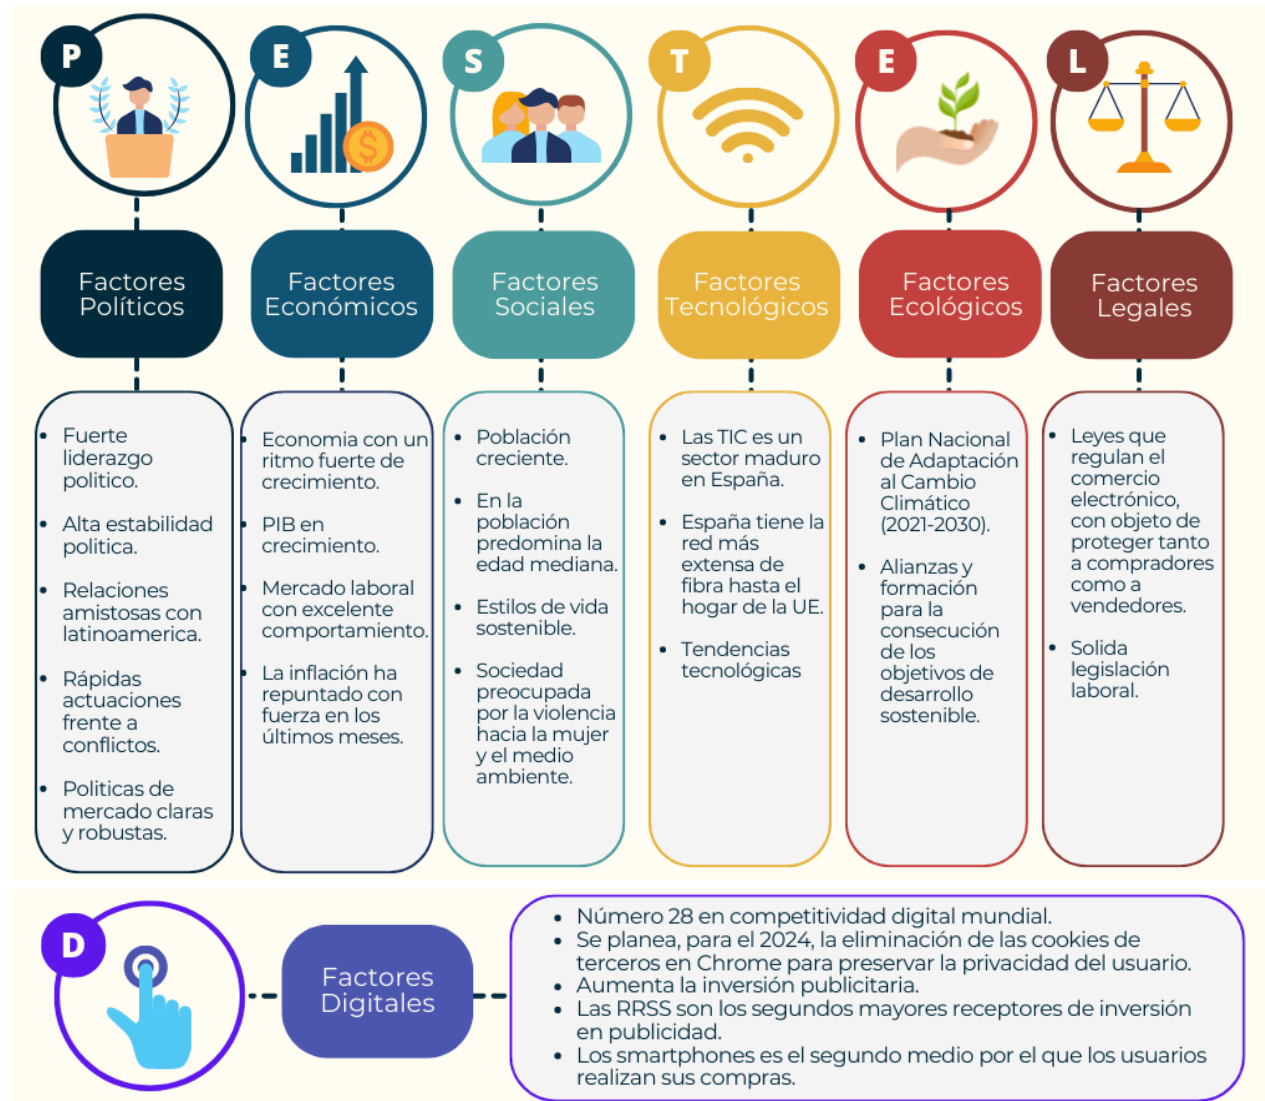 P
E
S
T
E
L
Factores
Políticos
Factores
Económicos
Factores
Sociales
Factores
Tecnológicos
Factores
Ecológicos
Factores
Legales
• Fuerte
liderazgo
politico.
• Alta estabilidad
politica.
• Relaciones
amistosas con
latinoamerica.
• Rápidas
actuaciones
frente a
conflictos.
• Politicas de
mercado claras
y robustas.
• Economia con un
ritmo fuerte de
crecimiento.
• PIB en
crecimiento.
• Mercado laboral
con excelente
comportamiento.
• La inflación ha
repuntado con
fuerza en los
últimos meses.
• Población
creciente.
• En la
población
predomina la
edad mediana.
• Estilos de vida
sostenible.
• Sociedad
preocupada
por la violencia
hacia la mujer
y el medio
ambiente.
• Las TIC es un
sector maduro
en España.
• España tiene la
red más
extensa de
fibra hasta el
hogar de la UE.
• Tendencias
tecnológicas
• Plan Nacional
de Adaptación
al Cambio
Climático
(2021-2030).
• Alianzas y
formación
para la
consecución
de los
objetivos de
desarrollo
sostenible.
• Leyes que
regulan el
comercio
electrónico,
con objeto de
proteger tanto
a compradores
como a
vendedores.
• Solida
legislación
laboral.
D
Factores
Digitales
• Número 28 en competitividad digital mundial.
• Se planea, para el 2024, la eliminación de las cookies de
terceros en Chrome para preservar la privacidad del usuario.
• Aumenta la inversión publicitaria.
• Las RRSS son los segundos mayores receptores de inversión
en publicidad.
• Los smartphones es el segundo medio por el que los usuarios
realizan sus compras.